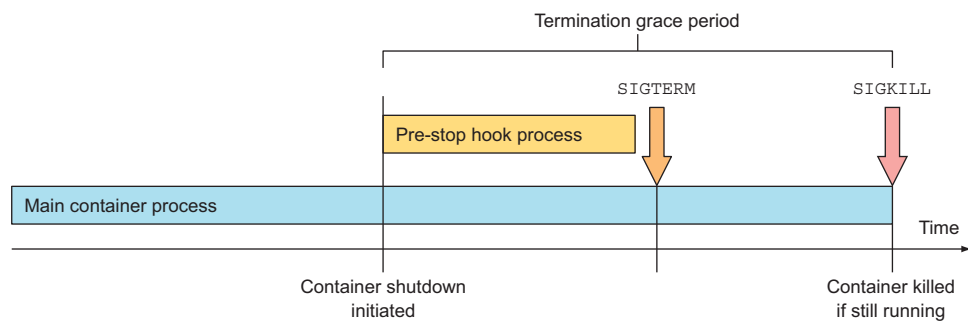 Termination grace period
SIGTERM
SIGKILL
Pre-stop hook process
Main container process
Time
Container shutdown
initiated
Container killed
if still running